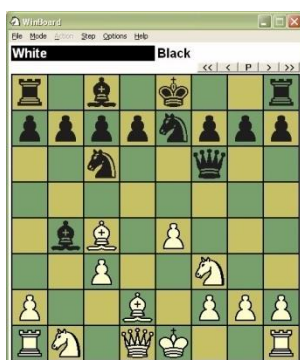 WinBoard
File Mode Action Step Options Help
White Black
<< < P > >>